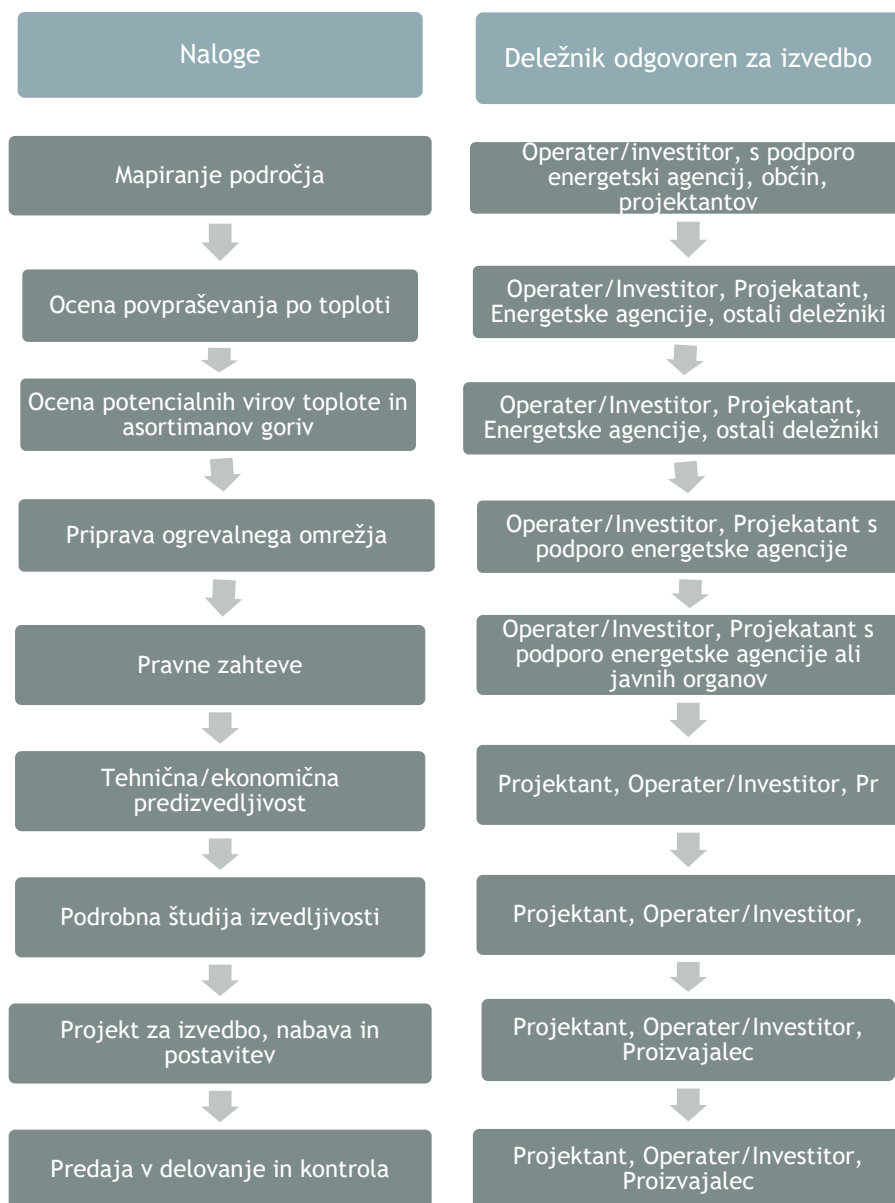 Naloge
Deležnik odgovoren za izvedbo
Mapiranje področja
Operater/investitor, s podporo
energetski agencij, občin,
projektantov
Ocena povpraševanja po toploti
Operater/Investitor, Projekatant,
Energetske agencije, ostali deležniki
Ocena potencialnih virov toplote in
asortimanov goriv
Operater/Investitor, Projekatant,
Energetske agencije, ostali deležniki
Priprava ogrevalnega omrežja
Operater/Investitor, Projekatant s
podporo energetske agencije
Pravne zahteve
Operater/Investitor, Projekatant s
podporo energetske agencije ali
javnih organov
Tehnična/ekonomična
predizvedljivost
Projektant, Operater/Investitor, Pr
Podrobna študija izvedljivosti
Projektant, Operater/Investitor,
Projekt za izvedbo, nabava in
postavitev
Projektant, Operater/Investitor,
Proizvajalec
Predaja v delovanje in kontrola
Projektant, Operater/Investitor,
Proizvajalec